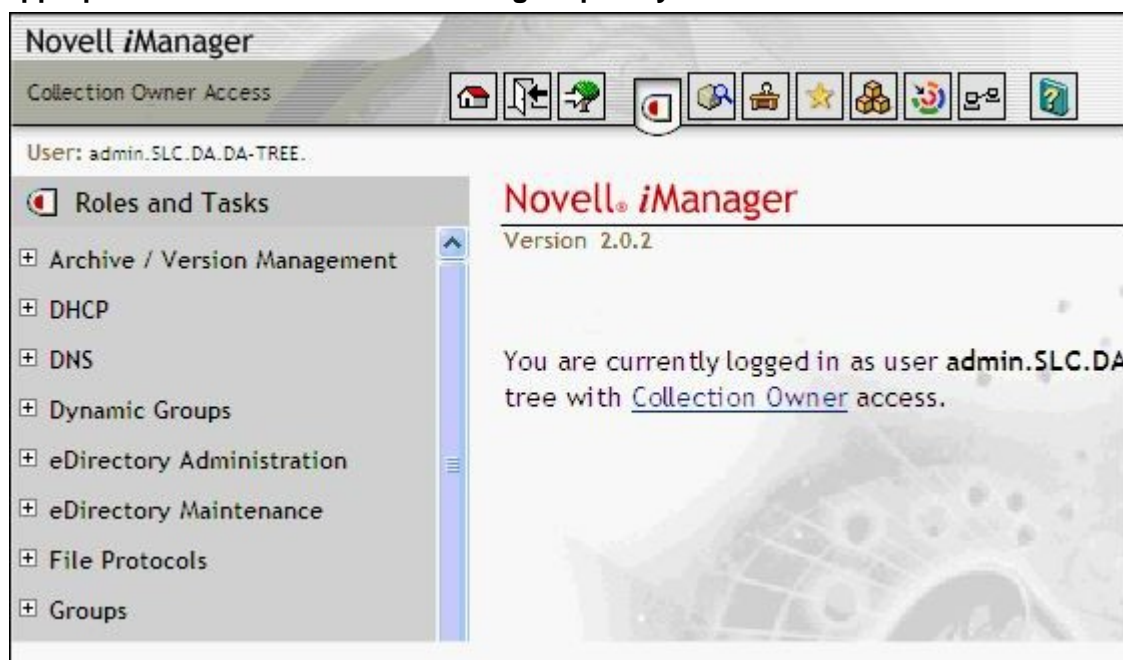 Novell iManager
Collection Owner Access
User: admin.SLC.DA.DA-TREE.
Roles and Tasks
Archive / Version Management
DHCP
DNS
Dynamic Groups
eDirectory Administration
eDirectory Maintenance
File Protocols
Groups
Novell® iManager
Version 2.0.2
You are currently logged in as user admin.SLC.DA
tree with Collection Owner access.